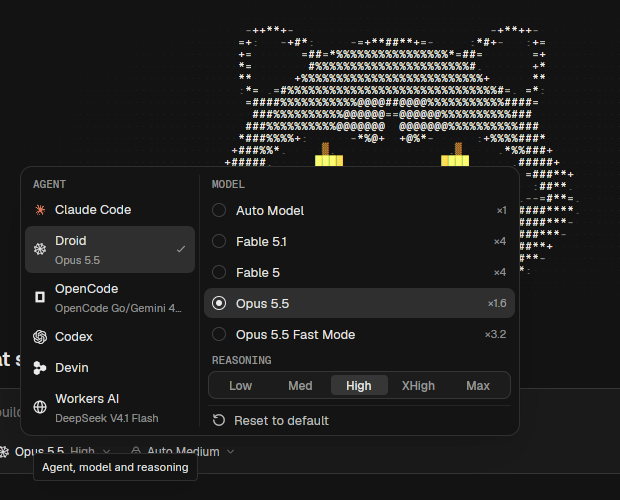 AGENT
Claude Code
Droid
Opus 5.5
OpenCode
OpenCode Go/Gemini 4...
Codex
Devin
Workers AI
DeepSeek V4.1 Flash
MODEL
Auto Model
×1
Fable 5.1
×4
Fable 5
×4
Opus 5.5
×1.6
Opus 5.5 Fast Mode
×3.2
REASONING
Low Med High XHigh Max
Reset to default
Opus 5.5 High
Auto Medium
Agent, model and reasoning